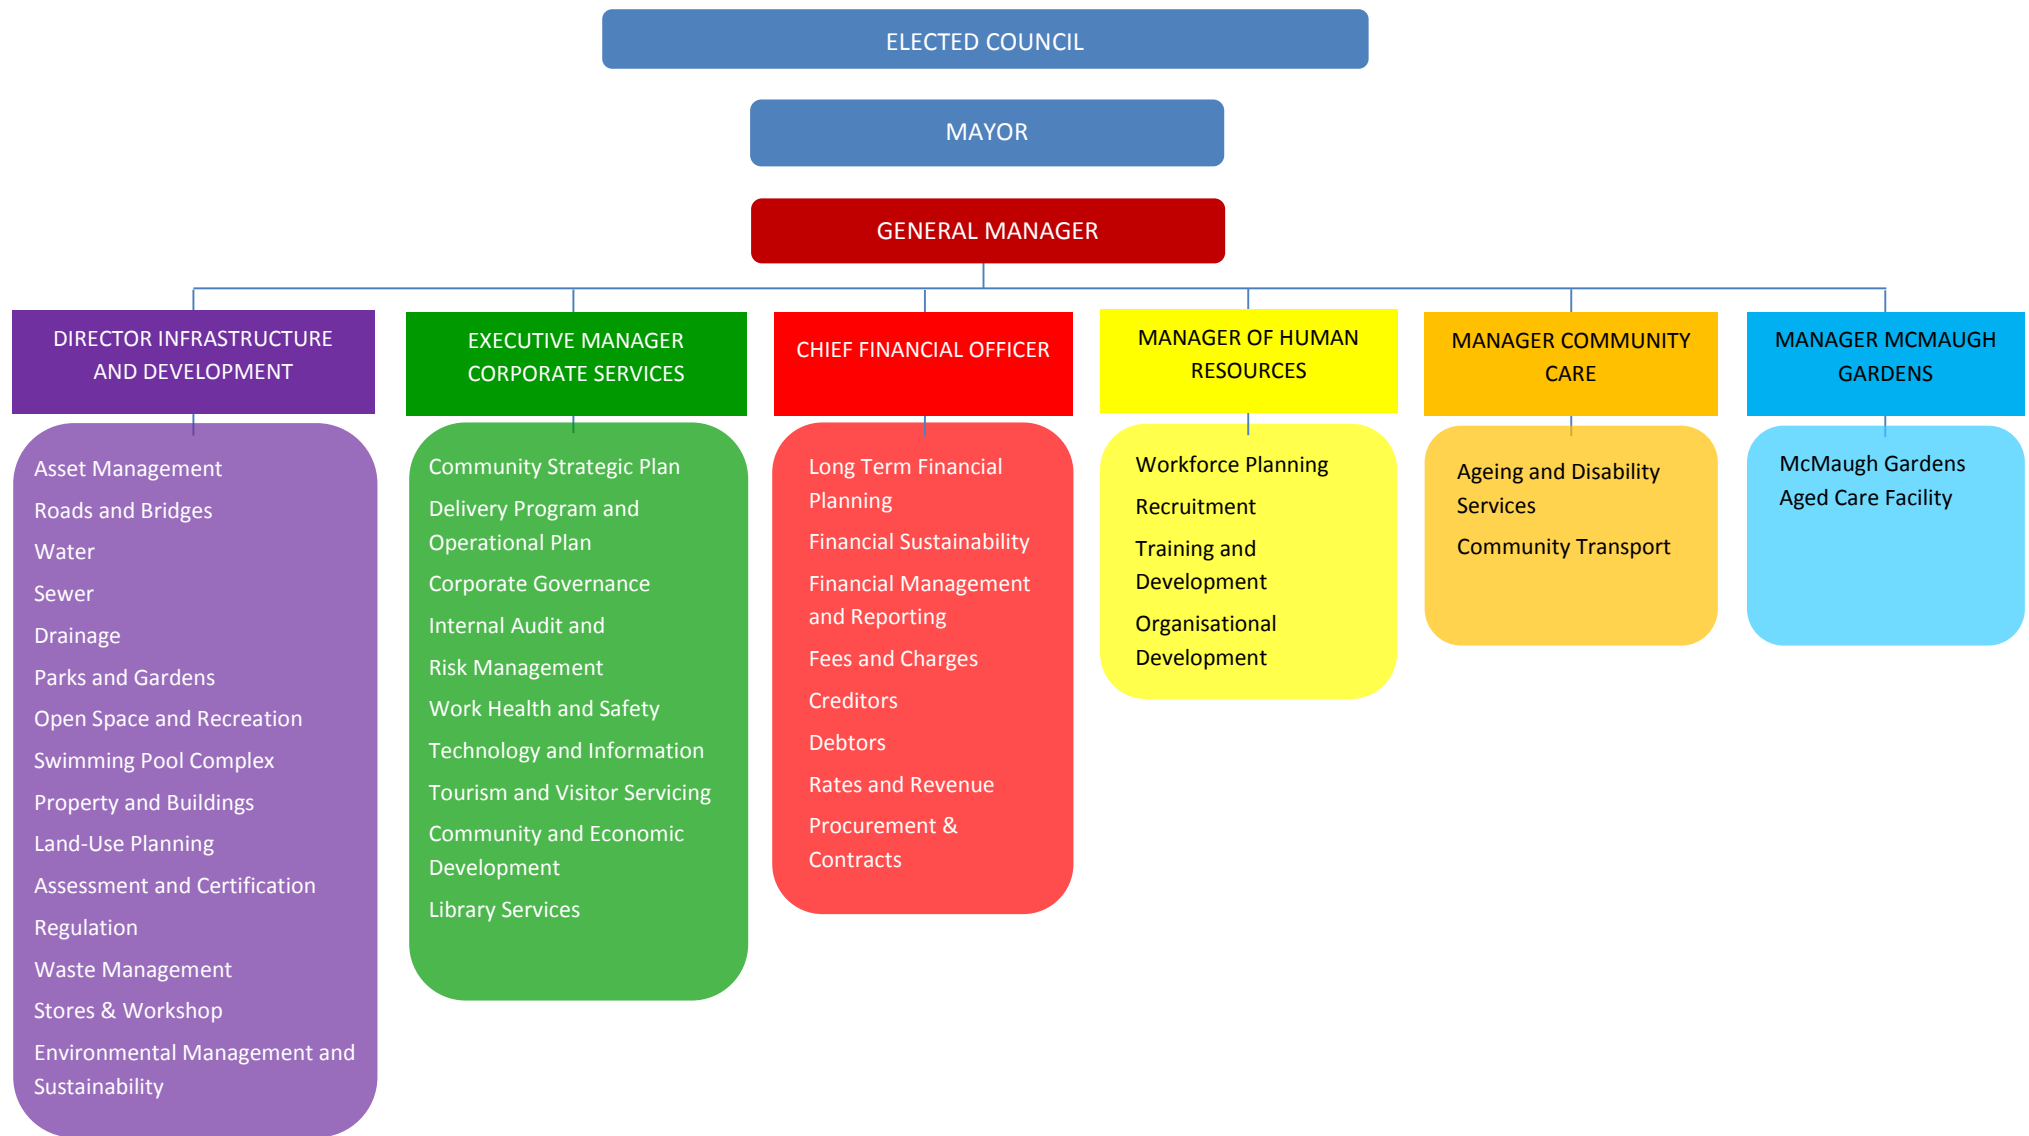 ELECTED COUNCIL
MAYOR
GENERAL MANAGER
DIRECTOR INFRASTRUCTURE
AND DEVELOPMENT
Asset Management
Roads and Bridges
Water
Sewer
Drainage
Parks and Gardens
Open Space and Recreation
Swimming Pool Complex
Property and Buildings
Land-Use Planning
Assessment and Certification
Regulation
Waste Management
Stores & Workshop
Environmental Management and
Sustainability
EXECUTIVE MANAGER
CORPORATE SERVICES
Community Strategic Plan
Delivery Program and
Operational Plan
Corporate Governance
Internal Audit and
Risk Management
Work Health and Safety
Technology and Information
Tourism and Visitor Servicing
Community and Economic
Development
Library Services
CHIEF FINANCIAL OFFICER
Long Term Financial
Planning
Financial Sustainability
Financial Management
and Reporting
Fees and Charges
Creditors
Debtors
Rates and Revenue
Procurement &
Contracts
MANAGER OF HUMAN
RESOURCES
Workforce Planning
Recruitment
Training and
Development
Organisational
Development
MANAGER COMMUNITY
CARE
Ageing and Disability
Services
Community Transport
MANAGER MCMAUGH
GARDENS
McMaugh Gardens
Aged Care Facility